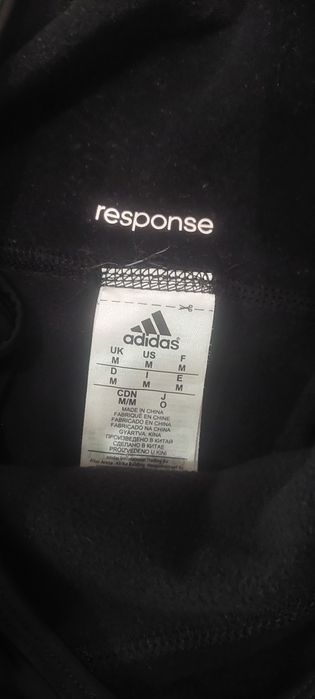 response
adidas
UK US F
M M M
D I E
M M M
CDN J
M/M O
MADE IN CHINA
FABRIQUÉ EN CHINE
FABRICADO EN CHINA
FABRICADO NA CHINA
GYÁRTVA: KÍNA
ПРОИЗВЕДЕНО В КИТАЙ
СДЕЛАНО В КИТАЕ
PROIZVEDENO U KINI